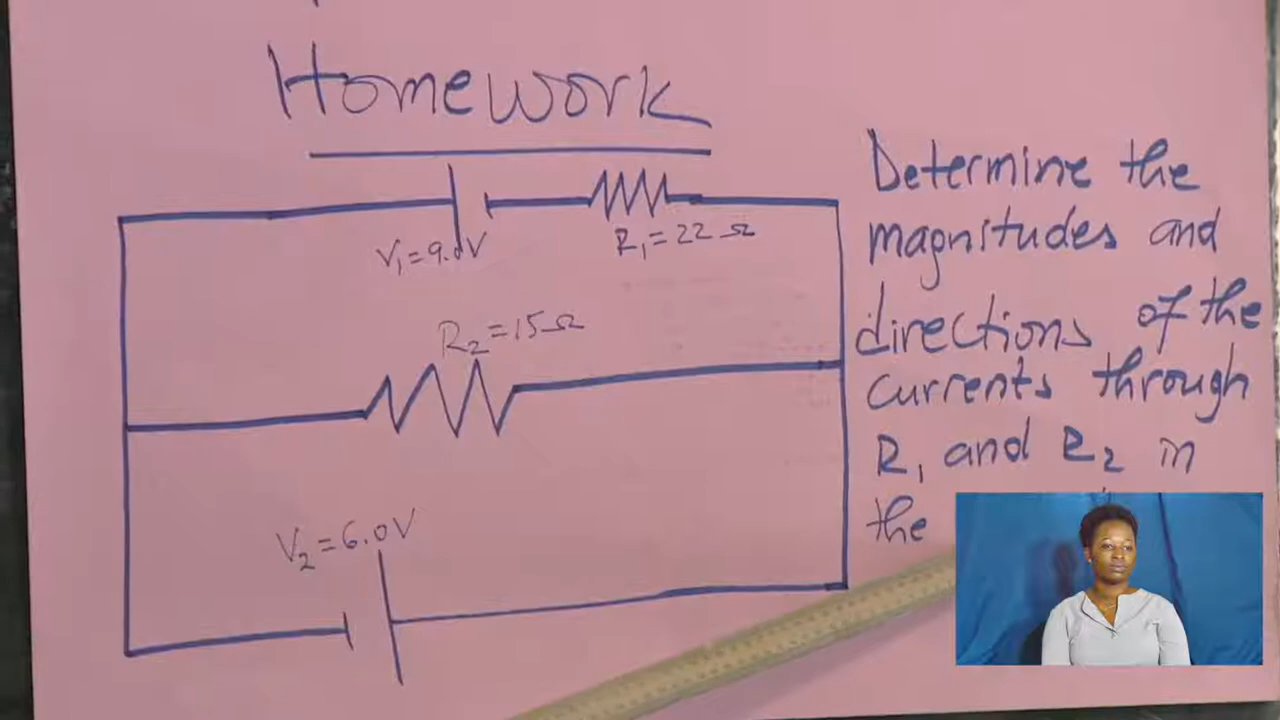 Homework
V₁=9.0V
R₁=22Ω
R₂=15Ω
V₂=6.0V
Determine the
magnitudes and
directions of the
currents through
R₁ and R₂ in
the